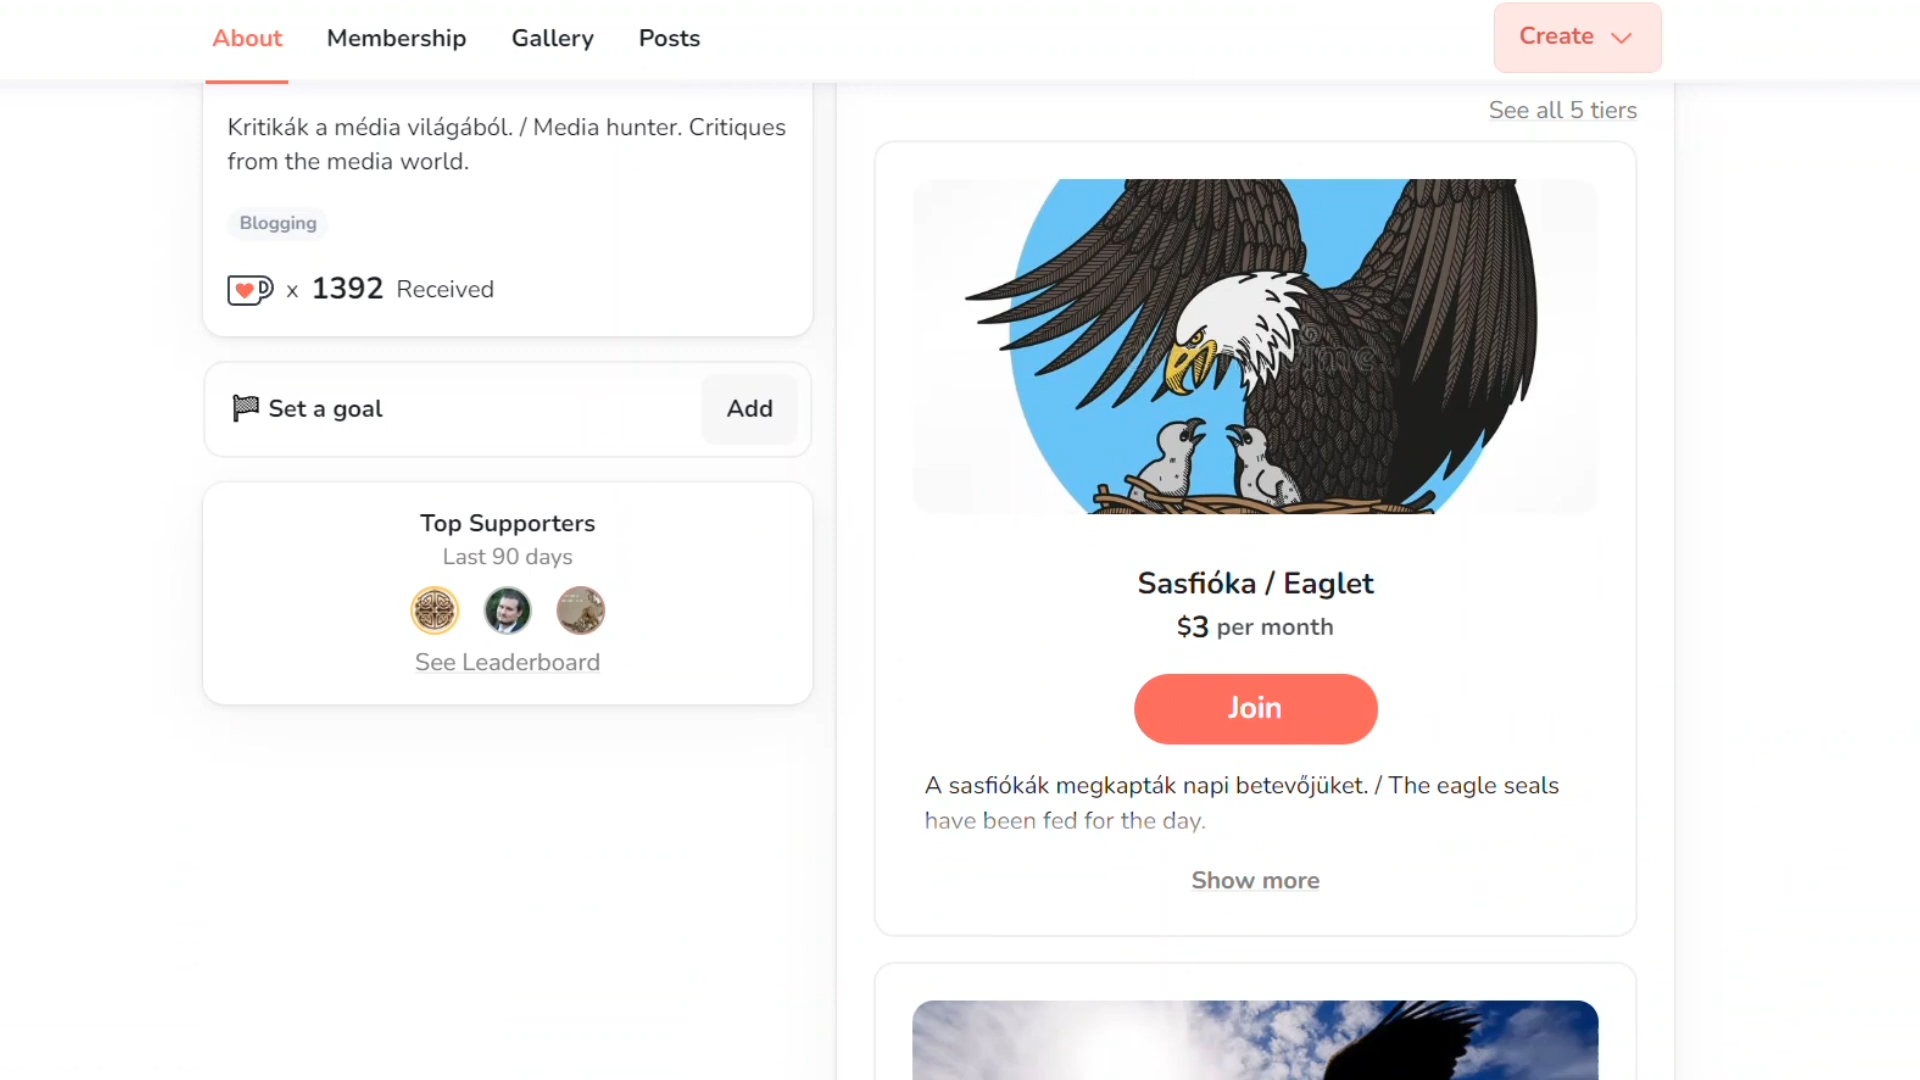 About Membership Gallery Posts
Create
Kritikák a média világából. / Media hunter. Critiques
from the media world.
Blogging
x 1392 Received
Set a goal
Add
Top Supporters
Last 90 days
See Leaderboard
See all 5 tiers
Sasfióka / Eaglet
$3 per month
Join
A sasfiókák megkapták napi betevőjüket. / The eagle seals
have been fed for the day.
Show more